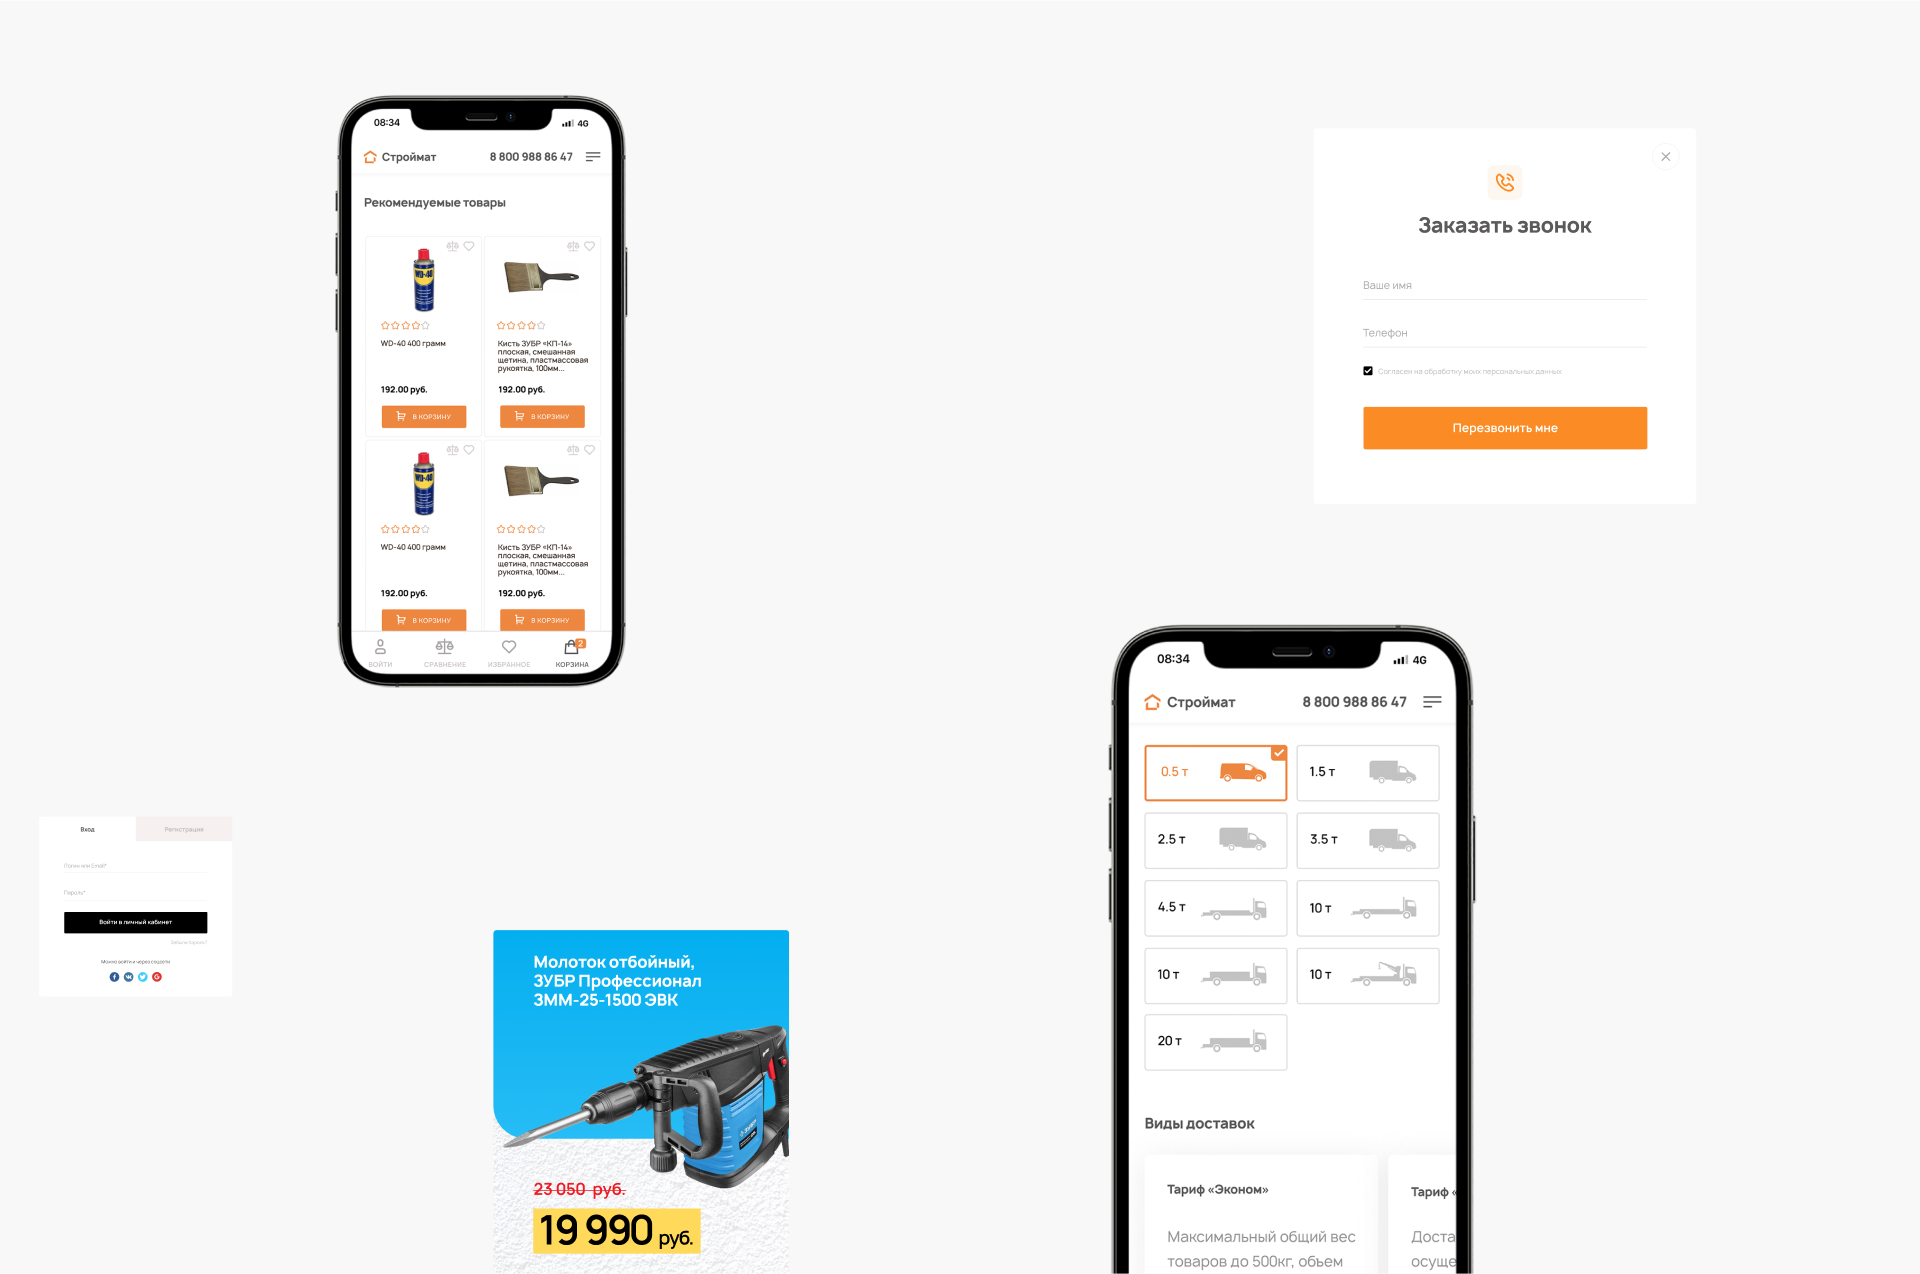 08:34
4G
Строймат
8 800 988 86 47
Рекомендуемые товары
WD-40
WD-40 400 грамм
192.00 руб.
В КОРЗИНУ
Кисть ЗУБР «КП-14»
плоская, смешанная
щетина, пластмассовая
рукоятка, 100мм...
192.00 руб.
В КОРЗИНУ
WD-40
WD-40 400 грамм
192.00 руб.
В КОРЗИНУ
Кисть ЗУБР «КП-14»
плоская, смешанная
щетина, пластмассовая
рукоятка, 100мм...
192.00 руб.
В КОРЗИНУ
ВОЙТИ
СРАВНЕНИЕ
ИЗБРАННОЕ
2
КОРЗИНА
Заказать звонок
Ваше имя
Телефон
Согласен на обработку моих персональных данных
Перезвонить мне
Вход
Регистрация
Логин или Email*
Пароль*
Войти в личный кабинет
Забыли пароль?
Можно войти и через соцсети
Молоток отбойный,
ЗУБР Профессионал
ЗММ-25-1500 ЭВК
ЗУБР
23 050 руб.
19 990 руб.
08:34
4G
Строймат
8 800 988 86 47
0.5 т
1.5 т
2.5 т
3.5 т
4.5 т
10 т
10 т
10 т
20 т
Виды доставок
Тариф «Эконом»
Максимальный общий вес
товаров до 500кг, объем
Тариф «
Доста
осуще